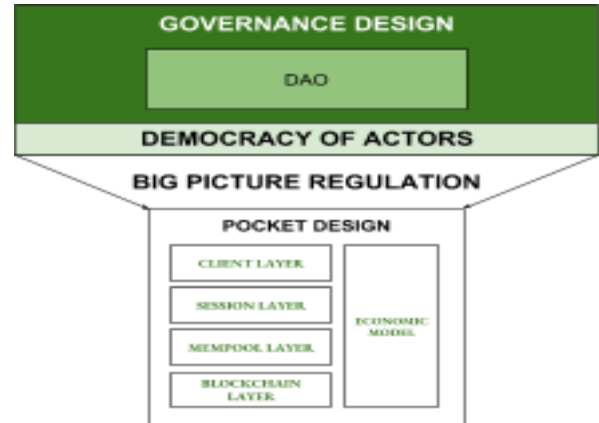 GOVERNANCE DESIGN
DAO
DEMOCRACY OF ACTORS
BIG PICTURE REGULATION
POCKET DESIGN
CLIENT LAYER
SESSION LAYER
MEMPOOL LAYER
BLOCKCHAIN
LAYER
ECONOMIC
MODEL